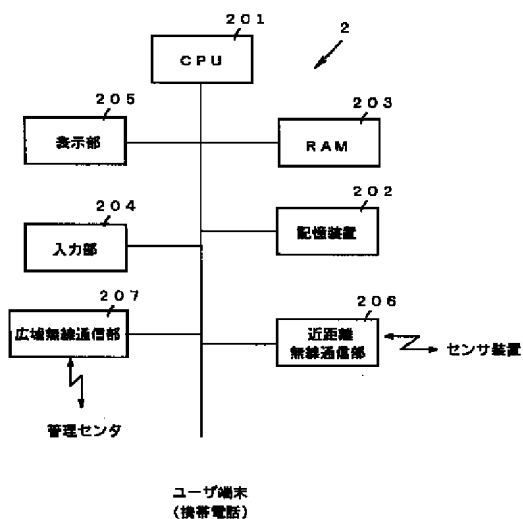 201
2
CPU
205
203
表示部
RAM
204
202
入力部
記憶装置
207
206
広域無線通信部
近距離
無線通信部
センサ装置
管理センタ
ユーザ端末
(携帯電話)